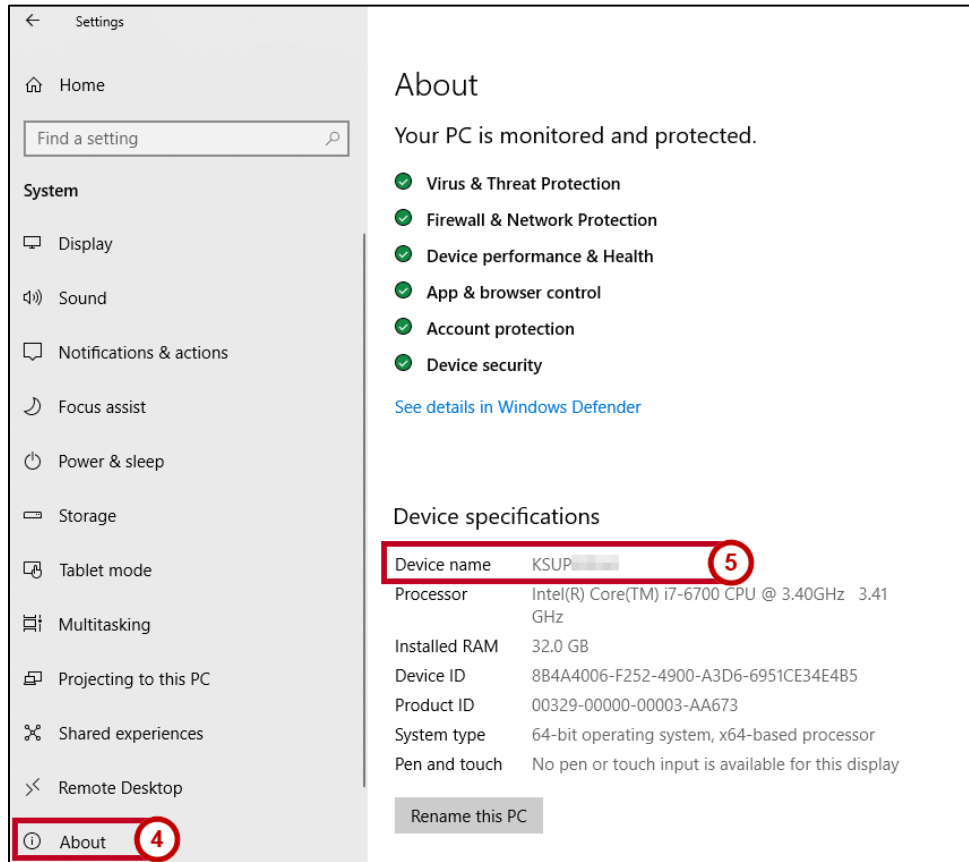 Settings
Home
Find a setting
System
Display
Sound
Notifications & actions
Focus assist
Power & sleep
Storage
Tablet mode
Multitasking
Projecting to this PC
Shared experiences
Remote Desktop
About
4
About
Your PC is monitored and protected.
Virus & Threat Protection
Firewall & Network Protection
Device performance & Health
App & browser control
Account protection
Device security
See details in Windows Defender
Device specifications
Device name KSUP
5
Processor Intel(R) Core(TM) i7-6700 CPU @ 3.40GHz 3.41
GHz
Installed RAM 32.0 GB
Device ID 8B4A4006-F252-4900-A3D6-6951CE34E4B5
Product ID 00329-00000-00003-AA673
System type 64-bit operating system, x64-based processor
Pen and touch No pen or touch input is available for this display
Rename this PC